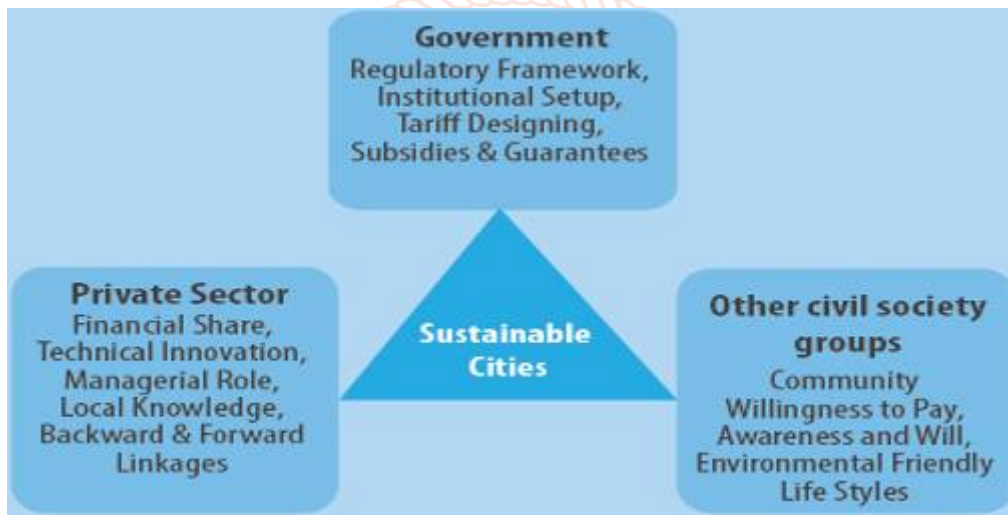 Government
Regulatory Framework,
Institutional Setup,
Tariff Designing,
Subsidies & Guarantees
Private Sector
Financial Share,
Technical Innovation,
Managerial Role,
Local Knowledge,
Backward & Forward
Linkages
Sustainable
Cities
Other civil society
groups
Community
Willingness to Pay,
Awareness and Will,
Environmental Friendly
Life Styles